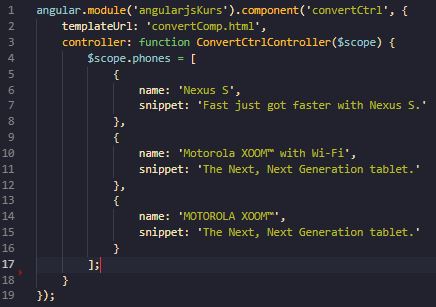 1 angular.module('angularjsKurs').component('convertCtrl', {
2     templateUrl: 'convertComp.html',
3     controller: function ConvertCtrlController($scope) {
4         $scope.phones = [
5             {
6                 name: 'Nexus S',
7                 snippet: 'Fast just got faster with Nexus S.'
8             },
9             {
10                 name: 'Motorola XOOM™ with Wi-Fi',
11                 snippet: 'The Next, Next Generation tablet.'
12             },
13             {
14                 name: 'MOTOROLA XOOM™',
15                 snippet: 'The Next, Next Generation tablet.'
16             }
17         ];
18     }
19 });